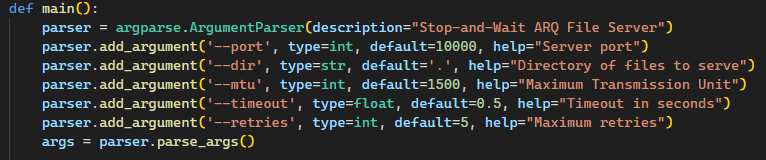 def main():
    parser = argparse.ArgumentParser(description="Stop-and-Wait ARQ File Server")
    parser.add_argument('--port', type=int, default=10000, help="Server port")
    parser.add_argument('--dir', type=str, default='.', help="Directory of files to serve")
    parser.add_argument('--mtu', type=int, default=1500, help="Maximum Transmission Unit")
    parser.add_argument('--timeout', type=float, default=0.5, help="Timeout in seconds")
    parser.add_argument('--retries', type=int, default=5, help="Maximum retries")
    args = parser.parse_args()